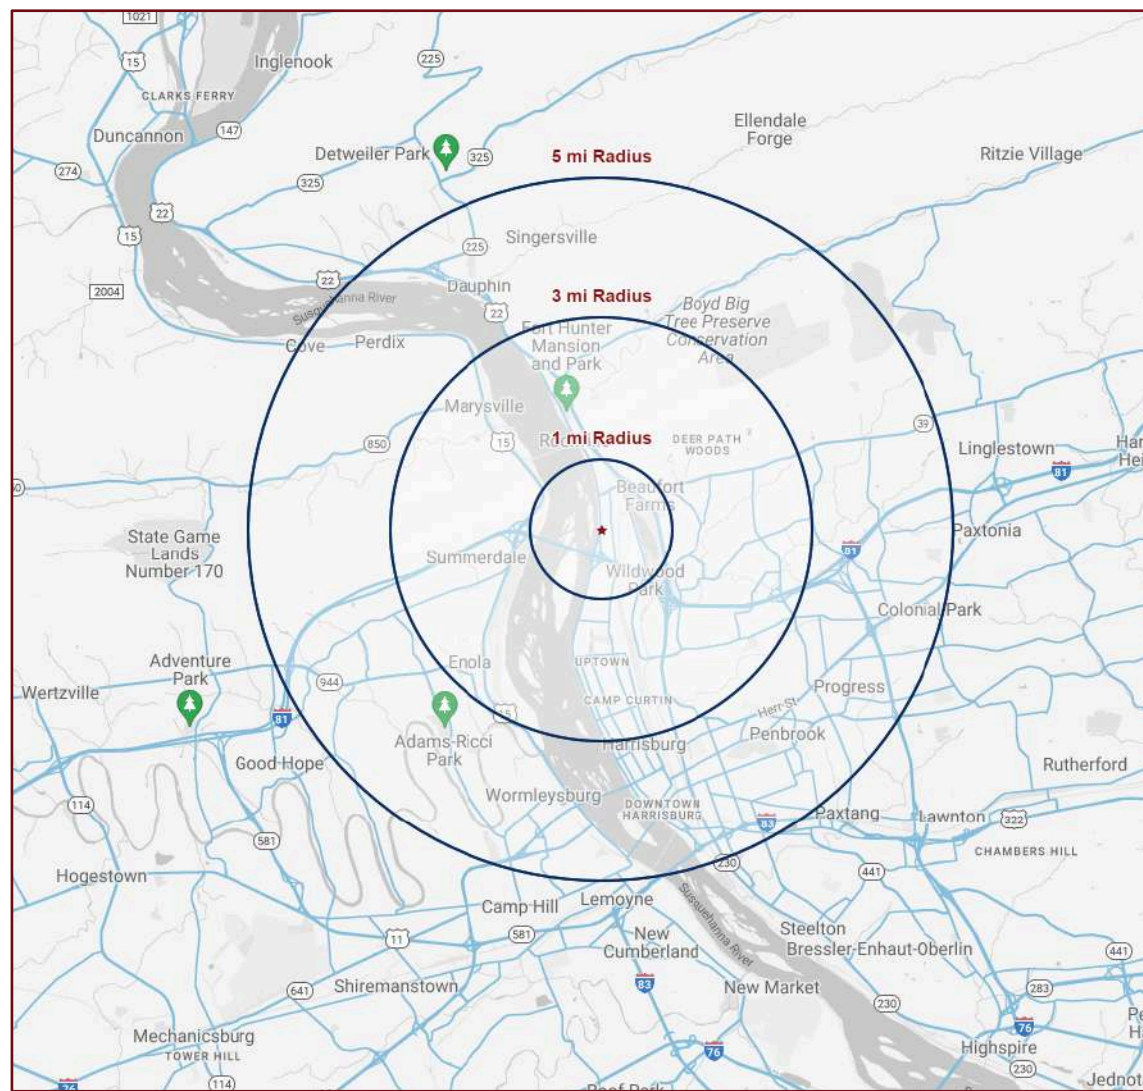 1021
15
Inglenook
225
CLARKS FERRY
Duncannon
147
Ellendale
Forge
Detweiler Park
325
5 mi Radius
Ritzie Village
274
325
22
15
Singersville
225
22
2004
Susquehanna River
Dauphin
22
3 mi Radius
Boyd Big
Tree Preserve
Conservation
Area
Fort Hunter
Mansion
and Park
Cove
Perdix
Marysville
15
850
1 mi Radius
DEER PATH
WOODS
39
Linglestown
81
Beaufort
Farms
State Game
Lands
Number 170
Summerdale
Paxtonia
81
Wildwood
Park
Colonial Park
Adventure
Park
Wertzville
944
Enola
UPTOWN
CAMP CURTIN
Progress
81
15
Herr St
Penbrook
Adams-Ricci
Park
Harrisburg
Good Hope
Rutherford
114
Wormleysburg
DOWNTOWN
HARRISBURG
83
Paxtang
Lawnton
322
581
CHAMBERS HILL
230
441
Hogestown
Camp Hill
Lemoyne
11
581
New
Cumberland
Susquehanna River
Steelton
Bressler-Enhaut-Oberlin
441
641
Shiremanstown
83
New Market
230
283
Mechanicsburg
TOWER HILL
76
76
Highspire
230
114
76